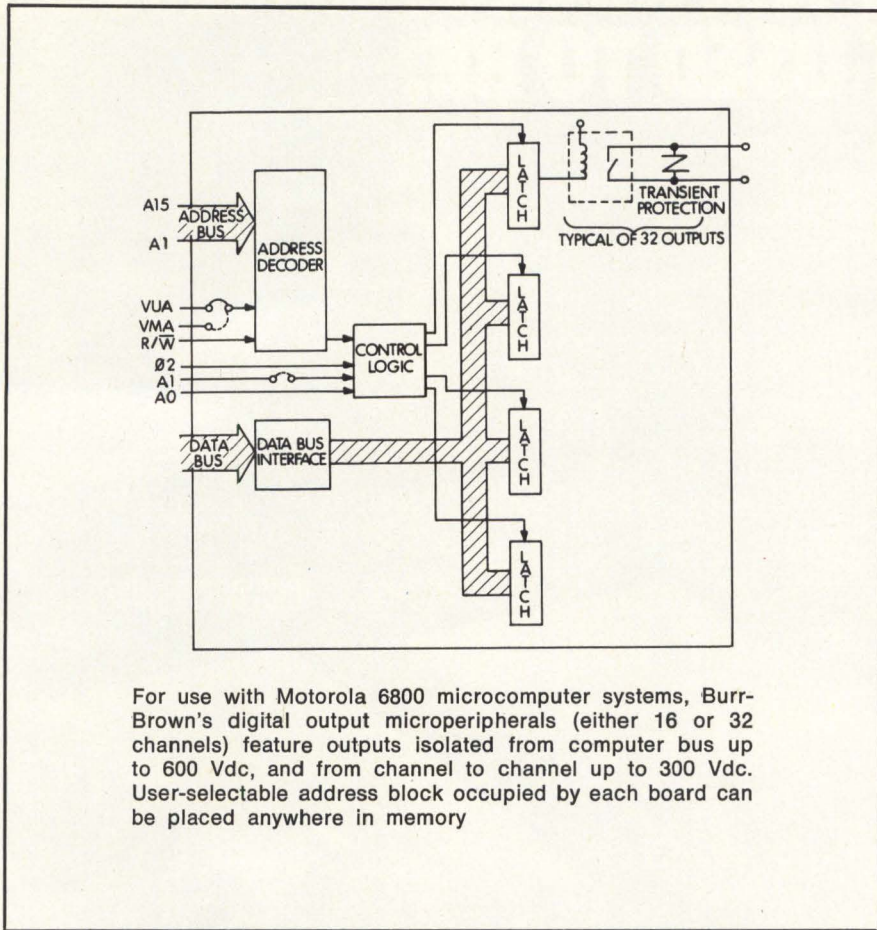 A15
ADDRESS
BUS
A1
ADDRESS
DECODER
VUA
VMA
R/W̅
Ø2
A1
A0
CONTROL
LOGIC
DATA
BUS
DATA BUS
INTERFACE
LATCH
LATCH
LATCH
LATCH
TRANSIENT
PROTECTION
TYPICAL OF 32 OUTPUTS
For use with Motorola 6800 microcomputer systems, Burr-
Brown's digital output microperipherals (either 16 or 32
channels) feature outputs isolated from computer bus up
to 600 Vdc, and from channel to channel up to 300 Vdc.
User-selectable address block occupied by each board can
be placed anywhere in memory